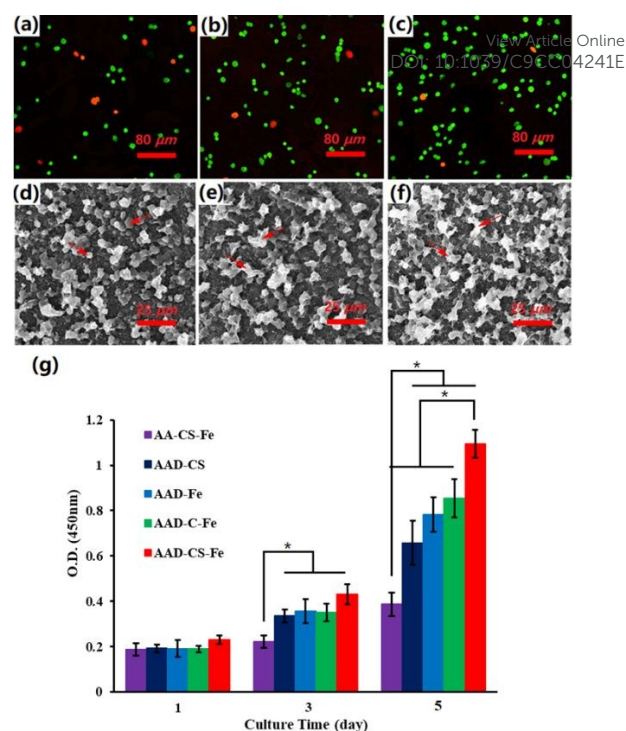 (a)
(b)
(c)
View Article Online
DOI: 10.1039/C9CC04241E
80 μm
80 μm
80 μm
(d)
(e)
(f)
25 μm
25 μm
25 μm
(g)
*
*
*
1.2
1
0.8
0.6
0.4
0.2
0
O.D. (450nm)
AA-CS-Fe
AAD-CS
AAD-Fe
AAD-C-Fe
AAD-CS-Fe
1
3
5
Culture Time (day)